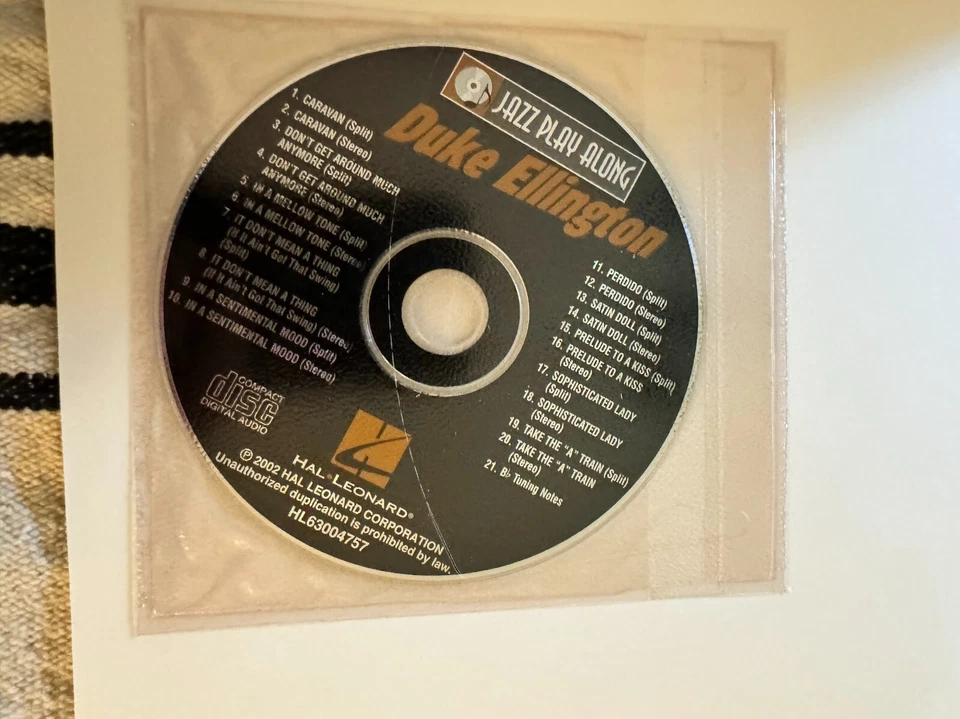 JAZZ PLAY ALONG
Duke Ellington
1. CARAVAN (Split)
2. CARAVAN (Stereo)
3. DON'T GET AROUND MUCH
ANYMORE (Split)
4. DON'T GET AROUND MUCH
ANYMORE (Stereo)
5. IN A MELLOW TONE (Split)
6. IN A MELLOW TONE (Stereo)
7. IT DON'T MEAN A THING
(If It Ain't Got That Swing)
(Split)
8. IT DON'T MEAN A THING
(If It Ain't Got That Swing) (Stereo)
9. IN A SENTIMENTAL MOOD (Split)
10. IN A SENTIMENTAL MOOD (Stereo)
11. PERDIDO (Split)
12. PERDIDO (Stereo)
13. SATIN DOLL (Split)
14. SATIN DOLL (Stereo)
15. PRELUDE TO A KISS (Split)
16. PRELUDE TO A KISS
(Stereo)
17. SOPHISTICATED LADY
(Split)
18. SOPHISTICATED LADY
(Stereo)
19. TAKE THE "A" TRAIN (Split)
20. TAKE THE "A" TRAIN
(Stereo)
21. B♭ Tuning Notes
COMPACT
disc
DIGITAL AUDIO
HAL•LEONARD®
℗ 2002 HAL LEONARD CORPORATION
Unauthorized duplication is prohibited by law.
HL63004757